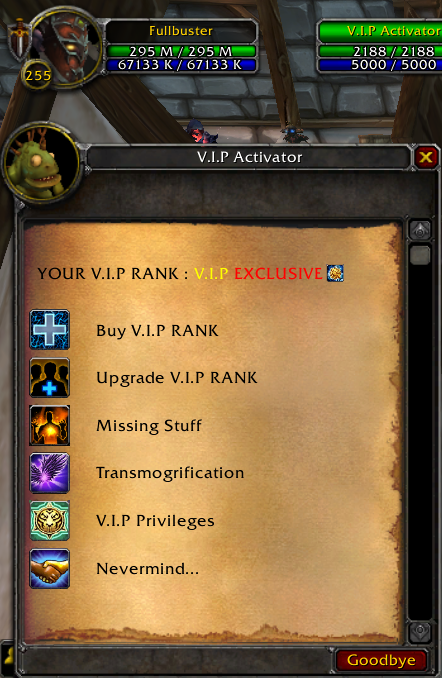 Fullbuster
295 M / 295 M
67133 K / 67133 K
255
V.I.P Activator
2188 / 2188
5000 / 5000
V.I.P Activator
YOUR V.I.P RANK : V.I.P EXCLUSIVE
Buy V.I.P RANK
Upgrade V.I.P RANK
Missing Stuff
Transmogrification
V.I.P Privileges
Nevermind...
Goodbye